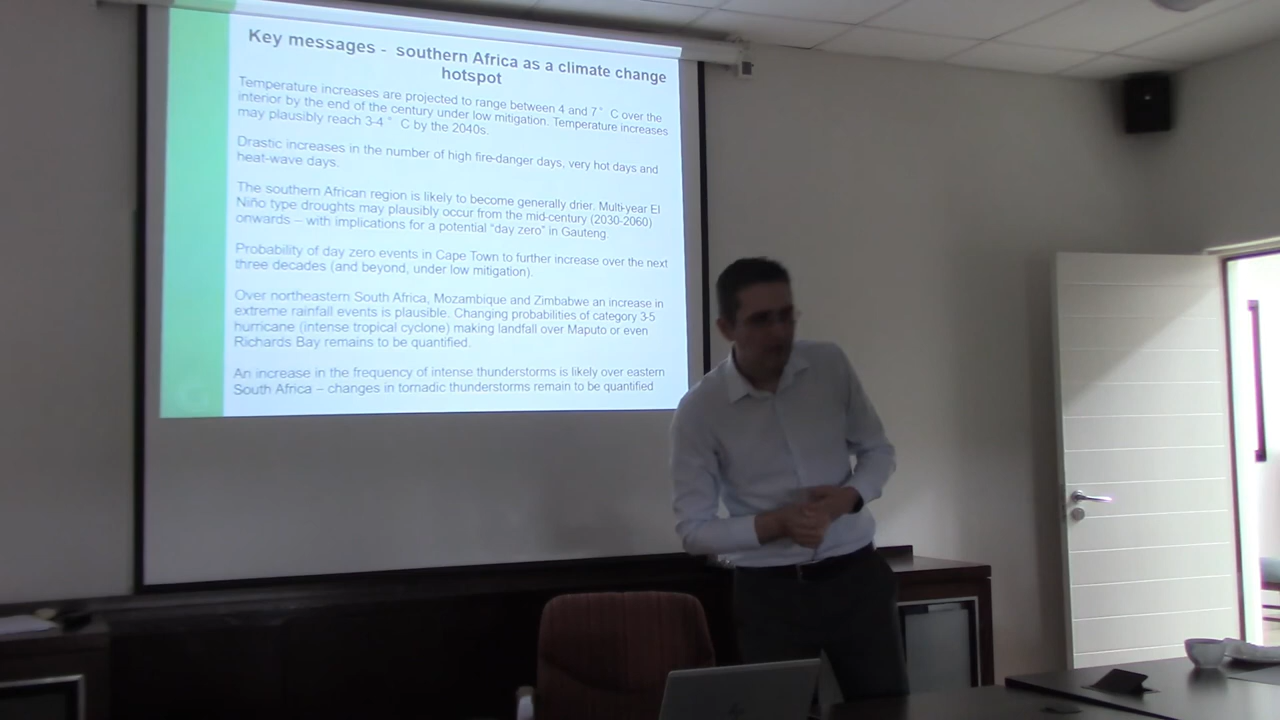 Key messages - southern Africa as a climate change
hotspot
Temperature increases are projected to range between 4 and 7° C over the
interior by the end of the century under low mitigation. Temperature increases
may plausibly reach 3-4 ° C by the 2040s.
Drastic increases in the number of high fire-danger days, very hot days and
heat-wave days.
The southern African region is likely to become generally drier. Multi-year El
Niño type droughts may plausibly occur from the mid-century (2030-2060)
onwards – with implications for a potential “day zero” in Gauteng
Probability of day zero events in Cape Town to further increase over the next
three decades (and beyond, under low mitigation).
Over northeastern South Africa, Mozambique and Zimbabwe an increase in
extreme rainfall events is plausible. Changing probabilities of category 3-5
hurricane (intense tropical cyclone) making landfall over Maputo or even
Richards Bay remains to be quantified.
An increase in the frequency of intense thunderstorms is likely over eastern
South Africa – changes in tornadic thunderstorms remain to be quantified